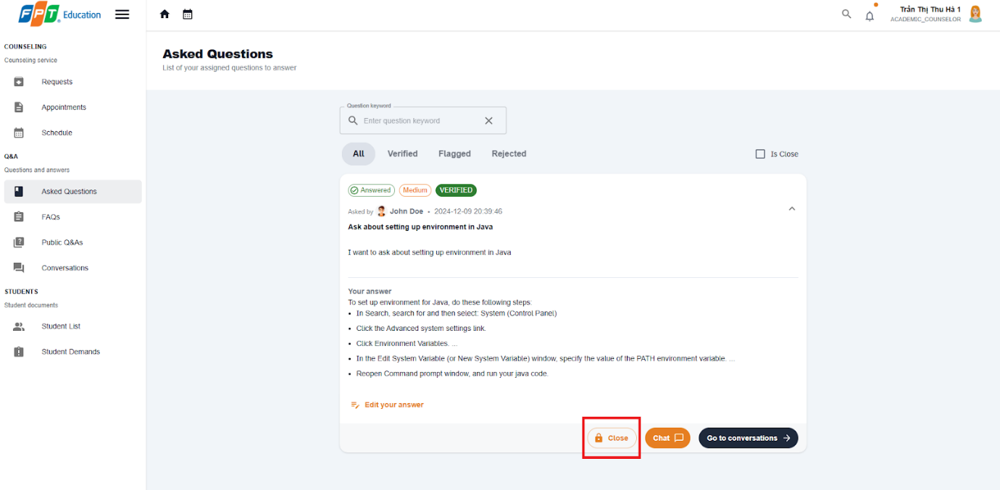 FPT Education
Trần Thị Thu Hà 1
ACADEMIC_COUNSELOR
COUNSELING
Counseling service
Requests
Appointments
Schedule
Q&A
Questions and answers
Asked Questions
FAQs
Public Q&As
Conversations
STUDENTS
Student documents
Student List
Student Demands
Asked Questions
List of your assigned questions to answer
Question keyword
Enter question keyword
All Verified Flagged Rejected Is Close
Answered Medium VERIFIED
Asked by John Doe • 2024-12-09 20:39:46
Ask about setting up environment in Java
I want to ask about setting up environment in Java
Your answer
To set up environment for Java, do these following steps:
• In Search, search for and then select: System (Control Panel)
• Click the Advanced system settings link.
• Click Environment Variables. ...
• In the Edit System Variable (or New System Variable) window, specify the value of the PATH environment variable. ...
• Reopen Command prompt window, and run your java code.
Edit your answer
Close Chat Go to conversations